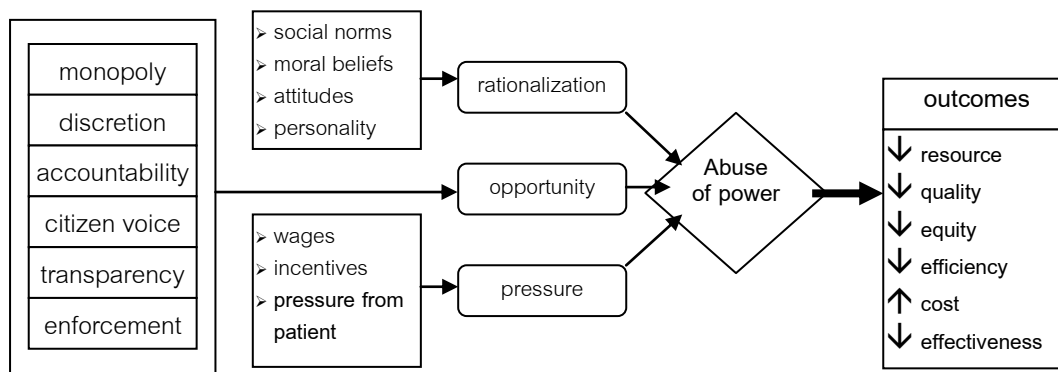 monopoly
discretion
accountability
citizen voice
transparency
enforcement
➢ social norms
➢ moral beliefs
➢ attitudes
➢ personality
➢ wages
➢ incentives
➢ pressure from
patient
rationalization
opportunity
pressure
Abuse
of power
outcomes
↓ resource
↓ quality
↓ equity
↓ efficiency
↑ cost
↓ effectiveness